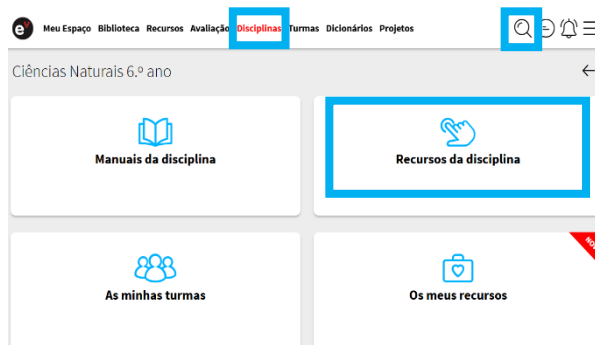 Meu Espaço Biblioteca Recursos Avaliação Disciplinas Turmas Dicionários Projetos
Ciências Naturais 6.º ano
Manuais da disciplina
Recursos da disciplina
As minhas turmas
Os meus recursos